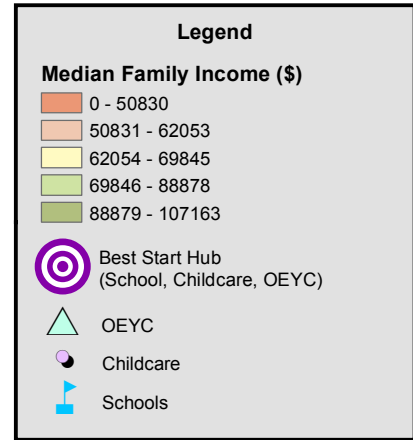 Legend
Median Family Income ($)
0 - 50830
50831 - 62053
62054 - 69845
69846 - 88878
88879 - 107163
Best Start Hub
(School, Childcare, OEYC)
OEYC
Childcare
Schools